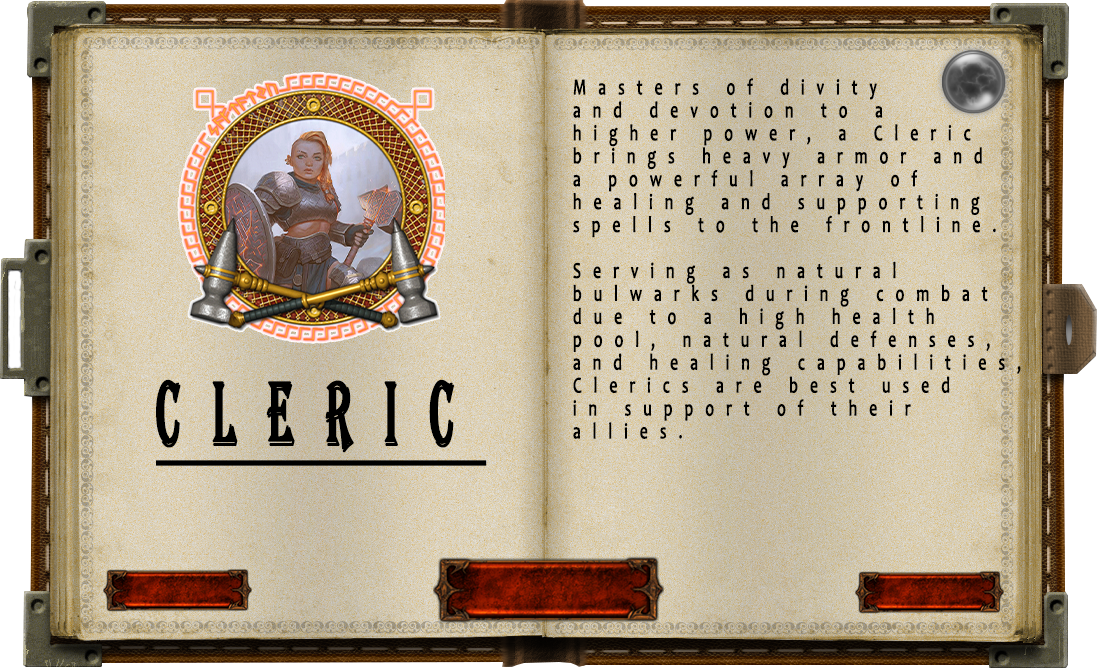 CLERIC
Masters of divity
and devotion to a
higher power, a Cleric
brings heavy armor and
a powerful array of
healing and supporting
spells to the frontline.
Serving as natural
bulwarks during combat
due to a high health
pool, natural defenses,
and healing capabilities,
Clerics are best used
in support of their
allies.